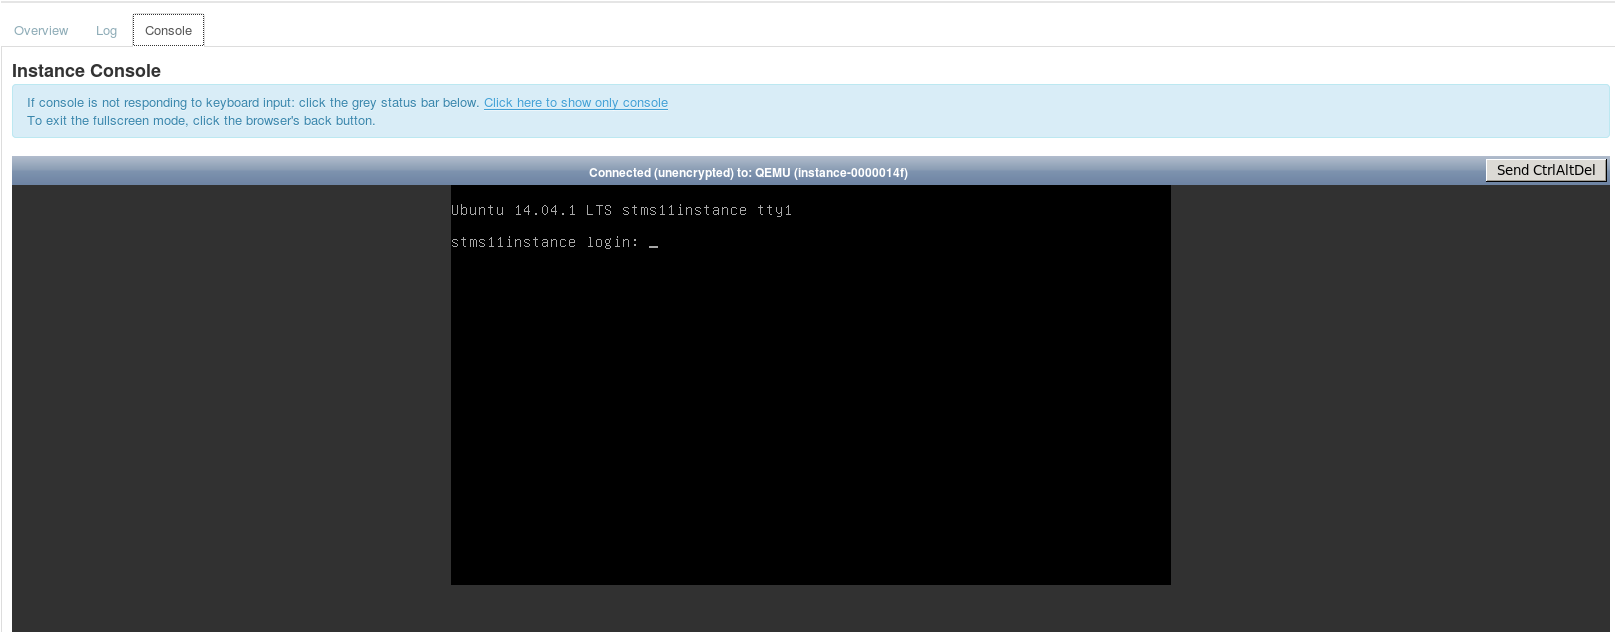 Overview Log Console
Instance Console
If console is not responding to keyboard input: click the grey status bar below. Click here to show only console
To exit the fullscreen mode, click the browser's back button.
Connected (unencrypted) to: QEMU (instance-0000014f)
Send CtrlAltDel
Ubuntu 14.04.1 LTS stms11instance tty1
stms11instance login: _